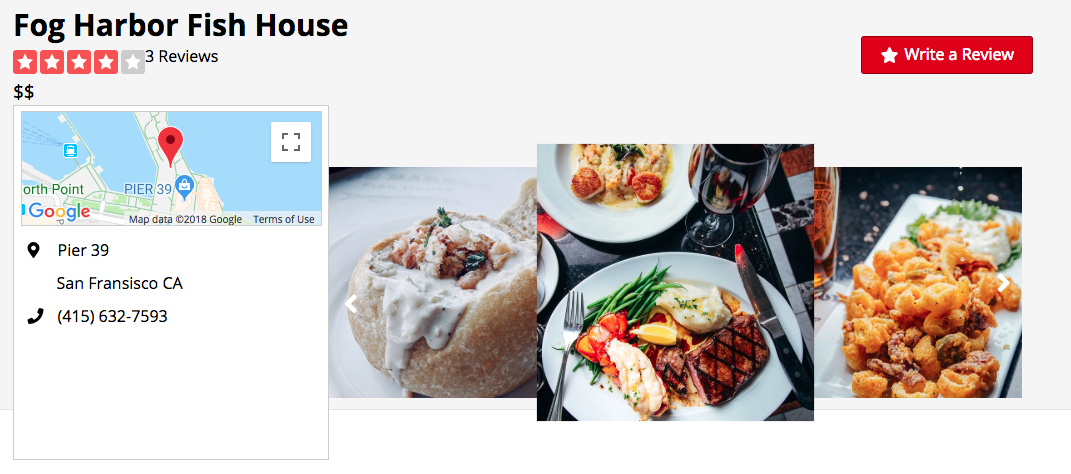 Fog Harbor Fish House
3 Reviews
Write a Review
$$
orth Point
PIER 39
Google
Map data ©2018 Google Terms of Use
Pier 39
San Fransisco CA
(415) 632-7593